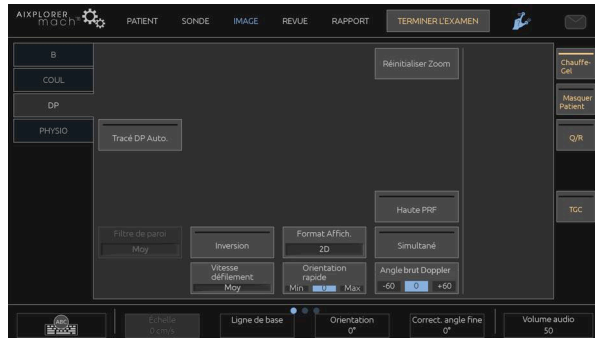 AIXPLORER
mach
PATIENT
SONDE
IMAGE
REVUE
RAPPORT
TERMINER L'EXAMEN
B
COUL
DP
PHYSIO
Réinitialiser Zoom
Chauffe-
Gel
Masquer
Patient
Q/R
TGC
Tracé DP Auto.
Haute PRF
Filtre de paroi
Moy
Inversion
Format Affich.
2D
Simultané
Vitesse
défilement
Moy
Orientation
rapide
Min 0 Max
Angle brut Doppler
-60 0 +60
ABC
Echelle
0 cm/s
Ligne de base
Orientation
0°
Correct. angle fine
0°
Volume audio
50